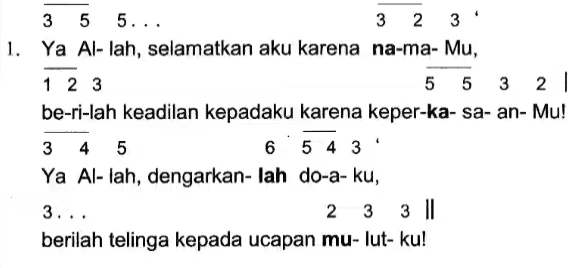 3 5 5 . . . 3 2 3 ‘
1. Ya Al- lah, selamatkan aku karena na-ma- Mu,
1 2 3 5 5 3 2 |
be-ri-lah keadilan kepadaku karena keper-ka- sa- an- Mu!
3 4 5 6 5 4 3 ‘
Ya Al- lah, dengarkan- lah do-a- ku,
3 . . . 2 3 3 ||
berilah telinga kepada ucapan mu- lut- ku!